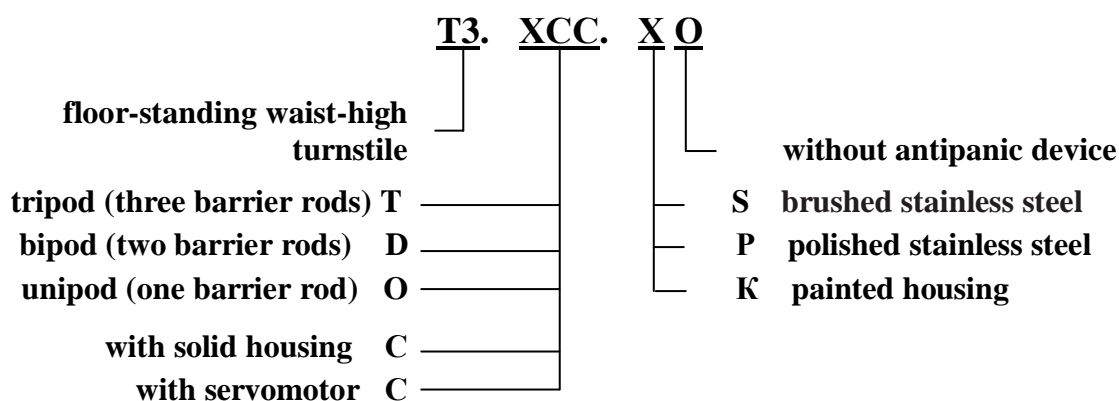 T3. XCC. X O
floor-standing waist-high
turnstile
without antipanic device
tripod (three barrier rods) T
S brushed stainless steel
bipod (two barrier rods) D
P polished stainless steel
unipod (one barrier rod) O
К painted housing
with solid housing C
with servomotor C